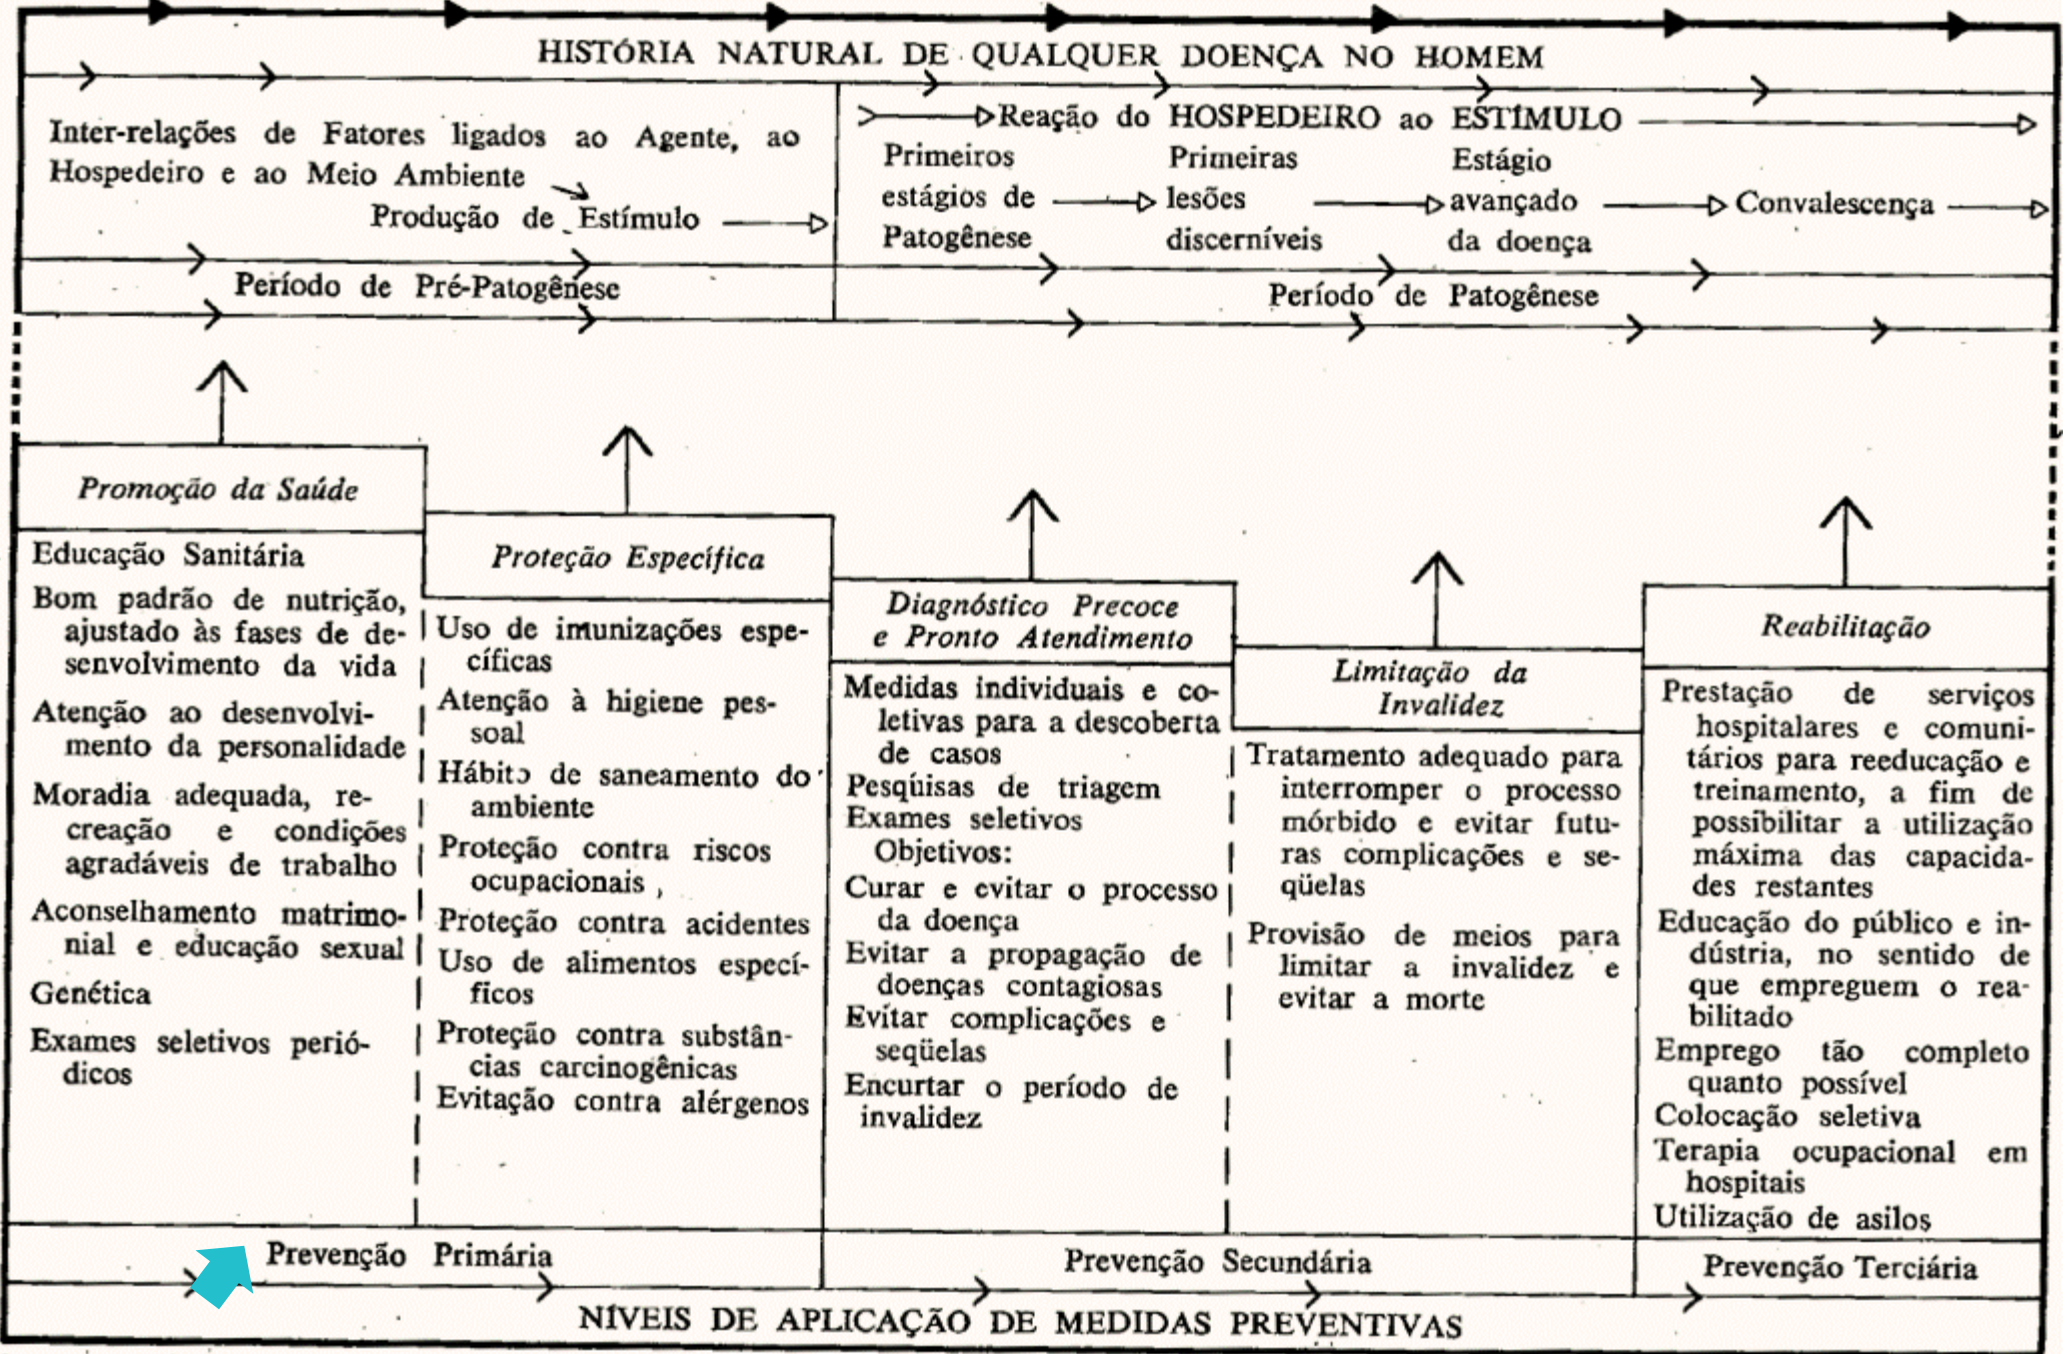 HISTÓRIA NATURAL DE QUALQUER DOENÇA NO HOMEM
Inter-relações de Fatores ligados ao Agente, ao
Hospedeiro e ao Meio Ambiente
Produção de Estímulo
Período de Pré-Patogênese
Reação do HOSPEDEIRO ao ESTÍMULO
Primeiros
estágios de
Patogênese
Primeiras
lesões
discerníveis
Estágio
avançado
da doença
Convalescença
Período de Patogênese
Promoção da Saúde
Educação Sanitária
Bom padrão de nutrição,
ajustado às fases de de-
senvolvimento da vida
Atenção ao desenvolvi-
mento da personalidade
Moradia adequada, re-
creação e condições
agradáveis de trabalho
Aconselhamento matrimo-
nial e educação sexual
Genética
Exames seletivos perió-
dicos
Proteção Específica
Uso de imunizações espe-
cíficas
Atenção à higiene pes-
soal
Hábito de saneamento do
ambiente
Proteção contra riscos
ocupacionais
Proteção contra acidentes
Uso de alimentos especí-
ficos
Proteção contra substân-
cias carcinogênicas
Evitação contra alérgenos
Diagnóstico Precoce
e Pronto Atendimento
Medidas individuais e co-
letivas para a descoberta
de casos
Pesqúisas de triagem
Exames seletivos
Objetivos:
Curar e evitar o processo
da doença
Evitar a propagação de
doenças contagiosas
Evitar complicações e
seqüelas
Encurtar o período de
invalidez
Limitação da
Invalidez
Tratamento adequado para
interromper o processo
mórbido e evitar futu-
ras complicações e se-
qüelas
Provisão de meios para
limitar a invalidez e
evitar a morte
Reabilitação
Prestação de serviços
hospitalares e comuni-
tários para reeducação e
treinamento, a fim de
possibilitar a utilização
máxima das capacida-
des restantes
Educação do público e in-
dústria, no sentido de
que empreguem o rea-
bilitado
Emprego tão completo
quanto possível
Colocação seletiva
Terapia ocupacional em
hospitais
Utilização de asilos
Prevenção Primária
Prevenção Secundária
Prevenção Terciária
NÍVEIS DE APLICAÇÃO DE MEDIDAS PREVENTIVAS